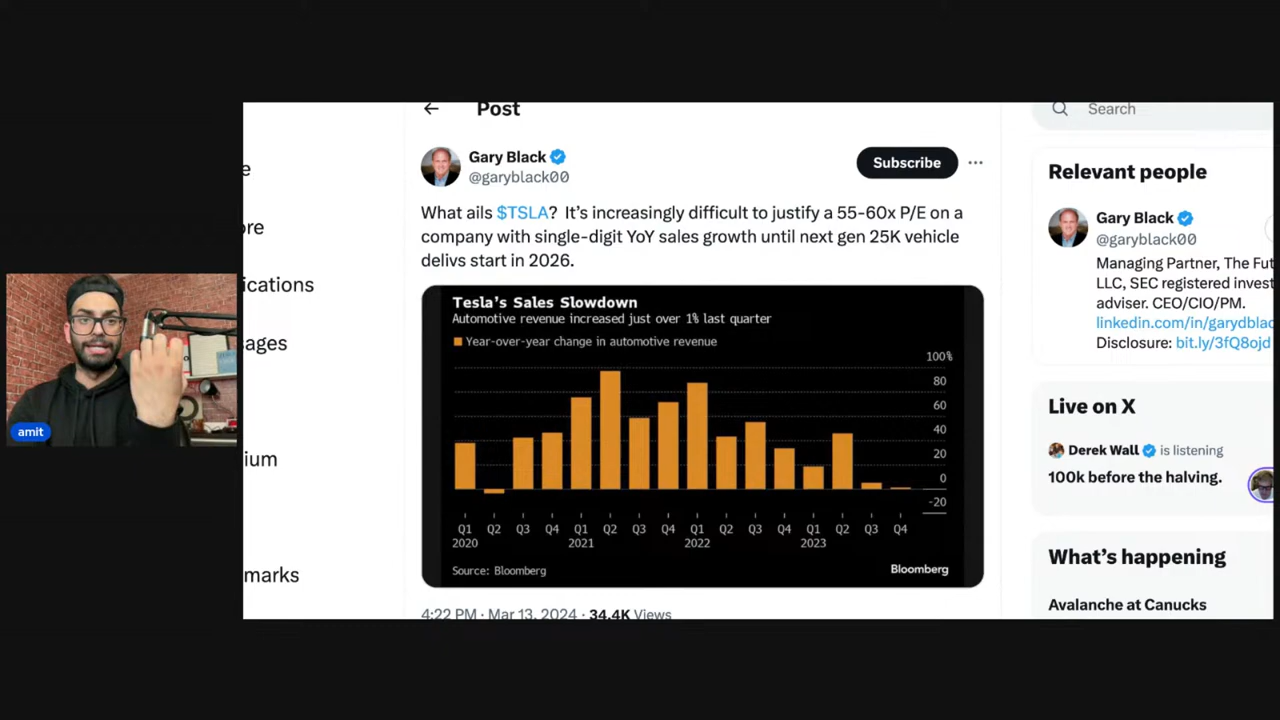 Post
Search
Gary Black
@garyblack00
Subscribe
What ails $TSLA? It's increasingly difficult to justify a 55-60x P/E on a
company with single-digit YoY sales growth until next gen 25K vehicle
delivs start in 2026.
Tesla's Sales Slowdown
Automotive revenue increased just over 1% last quarter
Year-over-year change in automotive revenue
100%
80
60
40
20
0
-20
Q1 Q2 Q3 Q4 Q1 Q2 Q3 Q4 Q1 Q2 Q3 Q4 Q1 Q2 Q3 Q4
2020 2021 2022 2023
Source: Bloomberg
Bloomberg
4:22 PM · Mar 13, 2024 · 34.4K Views
e
re
ications
sages
ium
marks
amit
Relevant people
Gary Black
@garyblack00
Managing Partner, The Fut
LLC, SEC registered invest
adviser. CEO/CIO/PM.
linkedin.com/in/garydblac
Disclosure: bit.ly/3fQ8ojd
Live on X
Derek Wall is listening
100k before the halving.
What's happening
Avalanche at Canucks